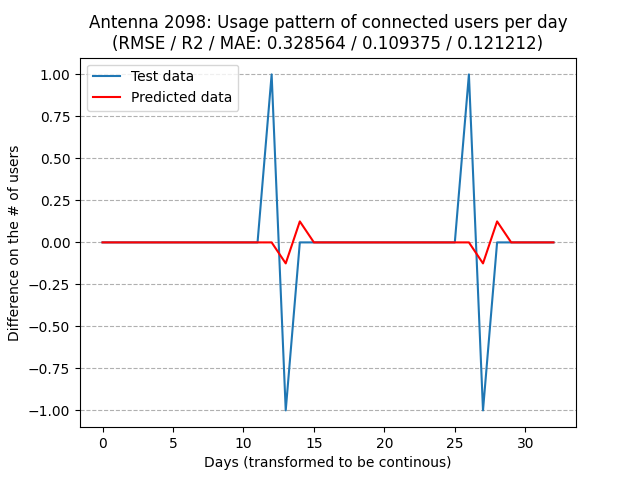 Antenna 2098: Usage pattern of connected users per day
(RMSE / R2 / MAE: 0.328564 / 0.109375 / 0.121212)
Test data
Predicted data
Difference on the # of users
1.00
0.75
0.50
0.25
0.00
−0.25
−0.50
−0.75
−1.00
0 5 10 15 20 25 30
Days (transformed to be continous)